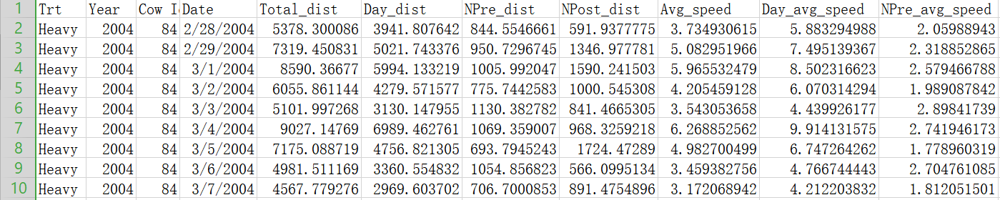 1 Trt Year Cow I Date Total_dist Day_dist NPre_dist NPost_dist Avg_speed Day_avg_speed NPre_avg_speed
2 Heavy 2004 84 2/28/2004 5378.300086 3941.807642 844.5546661 591.9377775 3.734930615 5.883294988 2.05988943
3 Heavy 2004 84 2/29/2004 7319.450831 5021.743376 950.7296745 1346.977781 5.082951966 7.495139367 2.318852865
4 Heavy 2004 84 3/1/2004 8590.36677 5994.133219 1005.992047 1590.241503 5.965532479 8.502316623 2.579466788
5 Heavy 2004 84 3/2/2004 6055.861144 4279.571577 775.7442583 1000.545308 4.205459128 6.070314294 1.989087842
6 Heavy 2004 84 3/3/2004 5101.997268 3130.147955 1130.382782 841.4665305 3.543053658 4.439926177 2.89841739
7 Heavy 2004 84 3/4/2004 9027.14769 6989.462761 1069.359007 968.3259218 6.268852562 9.914131575 2.741946173
8 Heavy 2004 84 3/5/2004 7175.088719 4756.821305 693.7945243 1724.47289 4.982700499 6.747264262 1.778960319
9 Heavy 2004 84 3/6/2004 4981.511169 3360.554832 1054.856823 566.0995134 3.459382756 4.766744443 2.704761085
10 Heavy 2004 84 3/7/2004 4567.779276 2969.603702 706.7000853 891.4754896 3.172068942 4.212203832 1.812051501